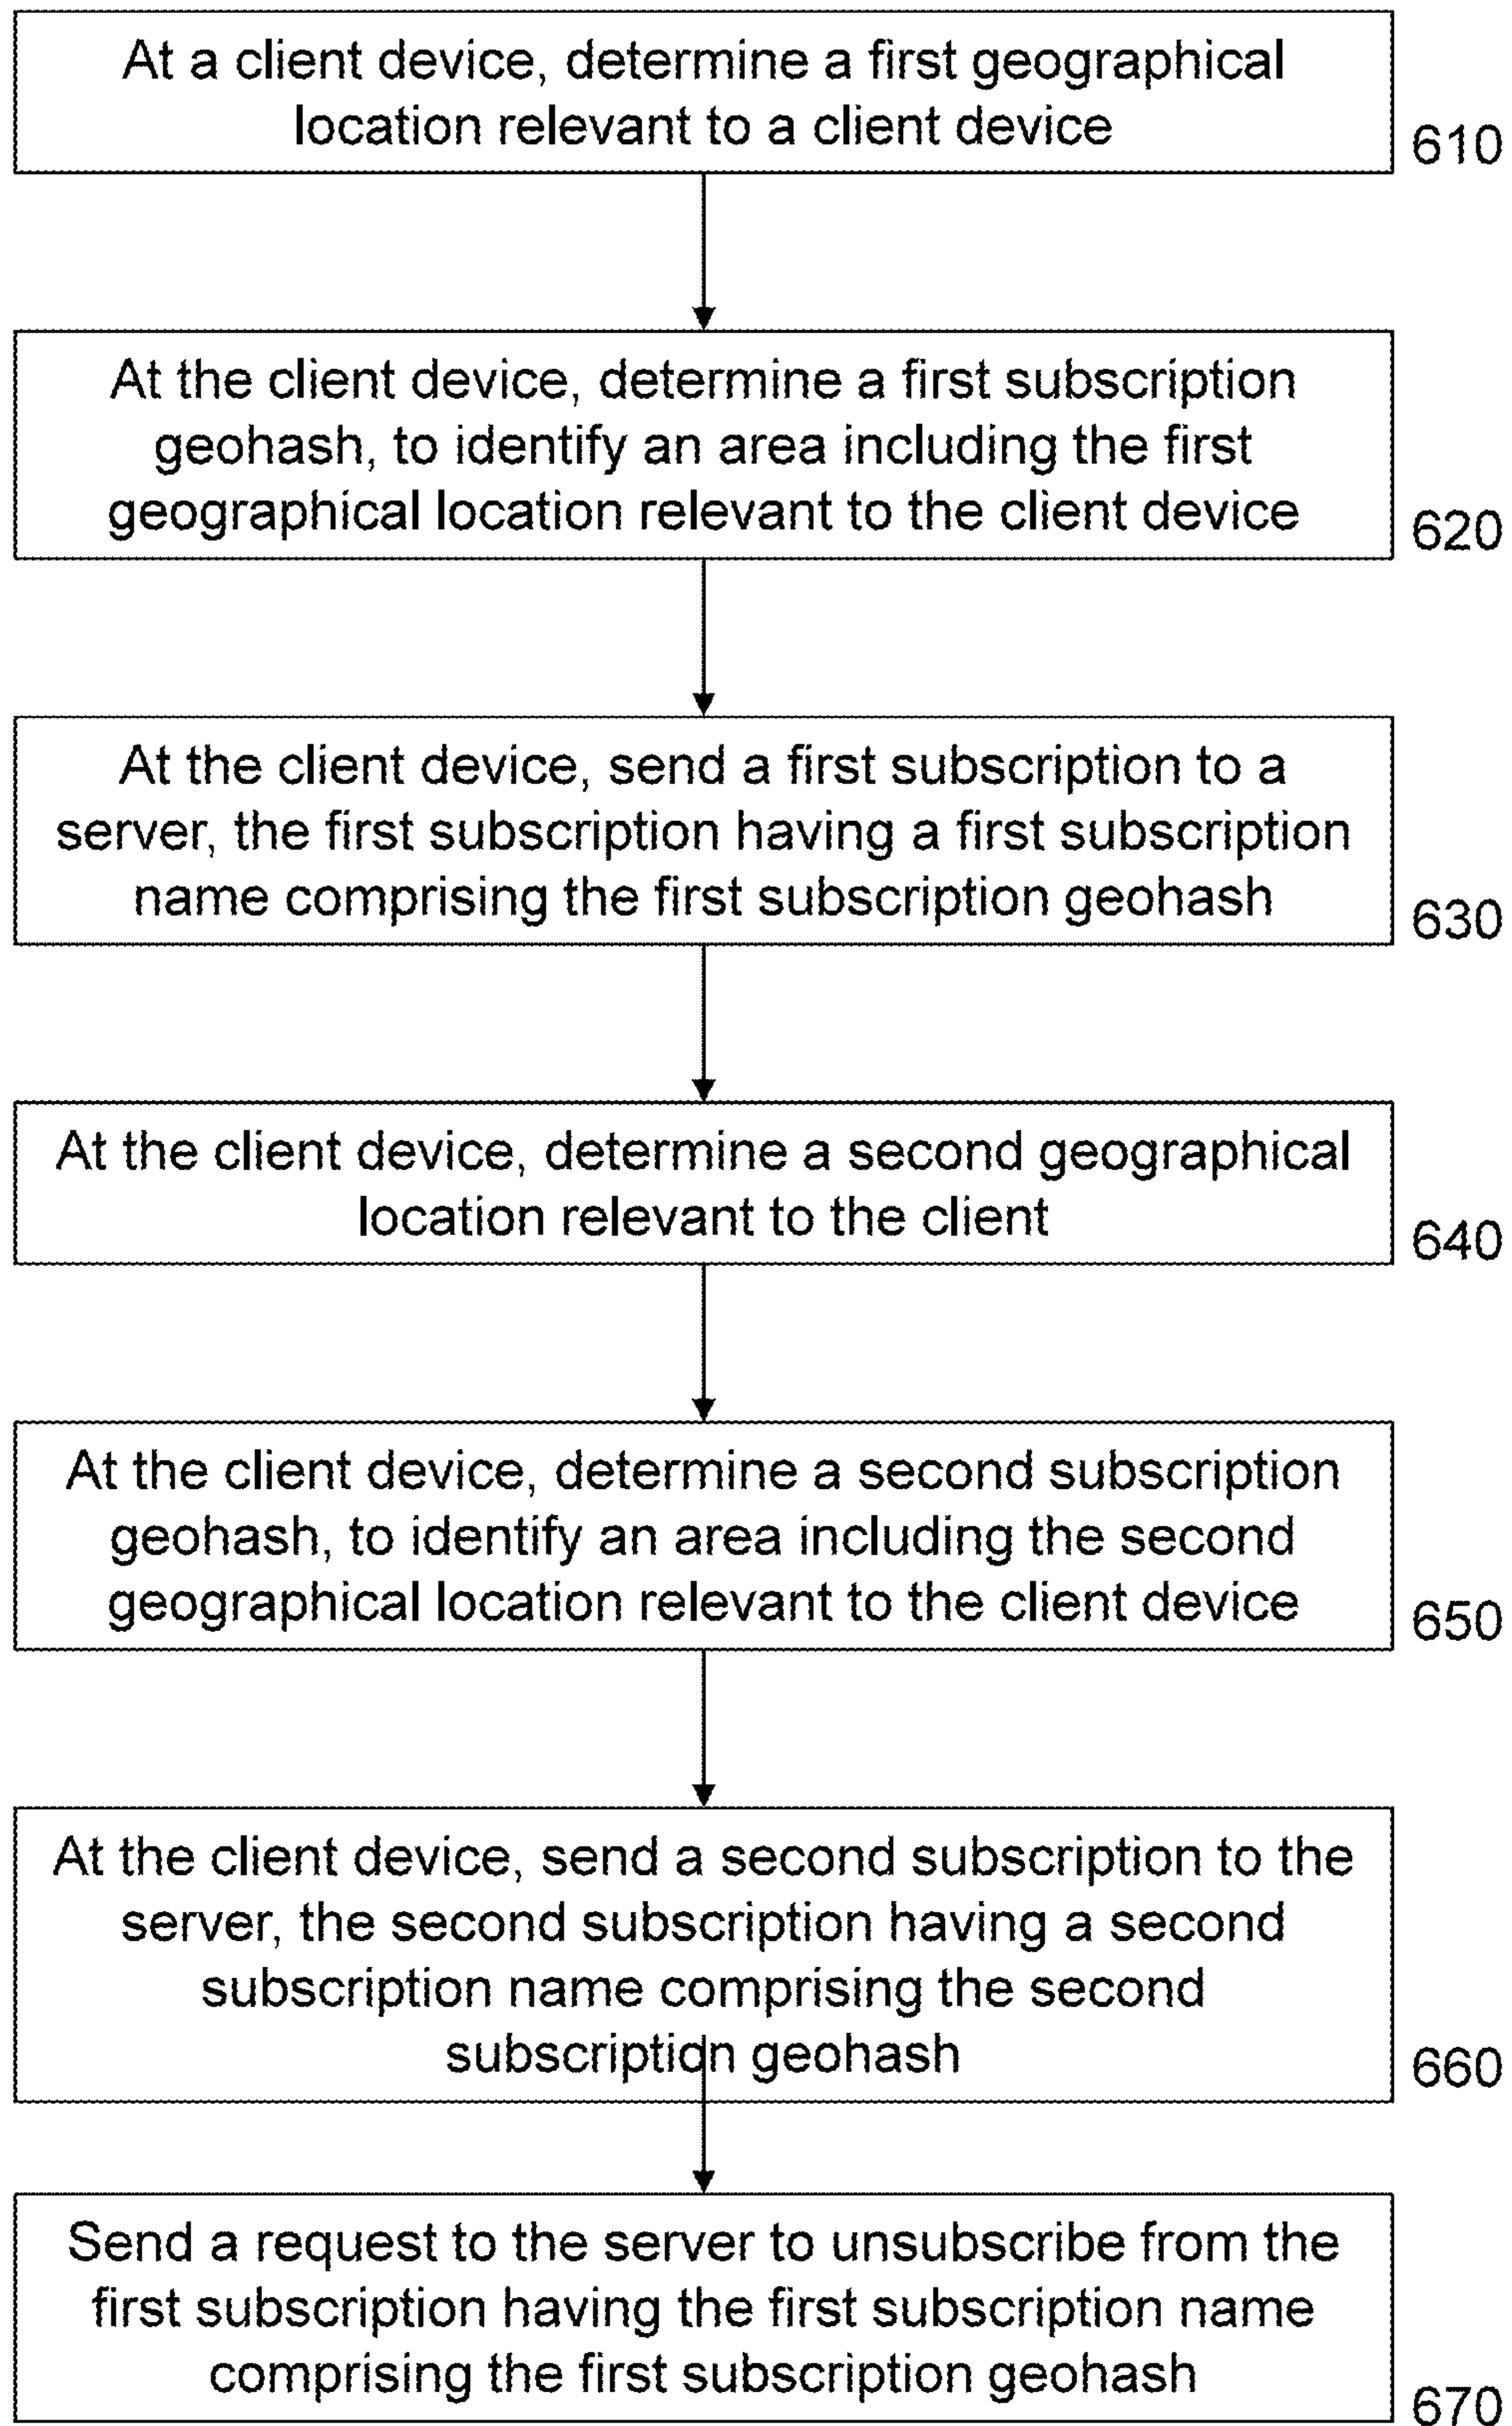 At a client device, determine a first geographical
location relevant to a client device
610
At the client device, determine a first subscription
geohash, to identify an area including the first
geographical location relevant to the client device
620
At the client device, send a first subscription to a
server, the first subscription having a first subscription
name comprising the first subscription geohash
630
At the client device, determine a second geographical
location relevant to the client
640
At the client device, determine a second subscription
geohash, to identify an area including the second
geographical location relevant to the client device
650
At the client device, send a second subscription to the
server, the second subscription having a second
subscription name comprising the second
subscription geohash
660
Send a request to the server to unsubscribe from the
first subscription having the first subscription name
comprising the first subscription geohash
670